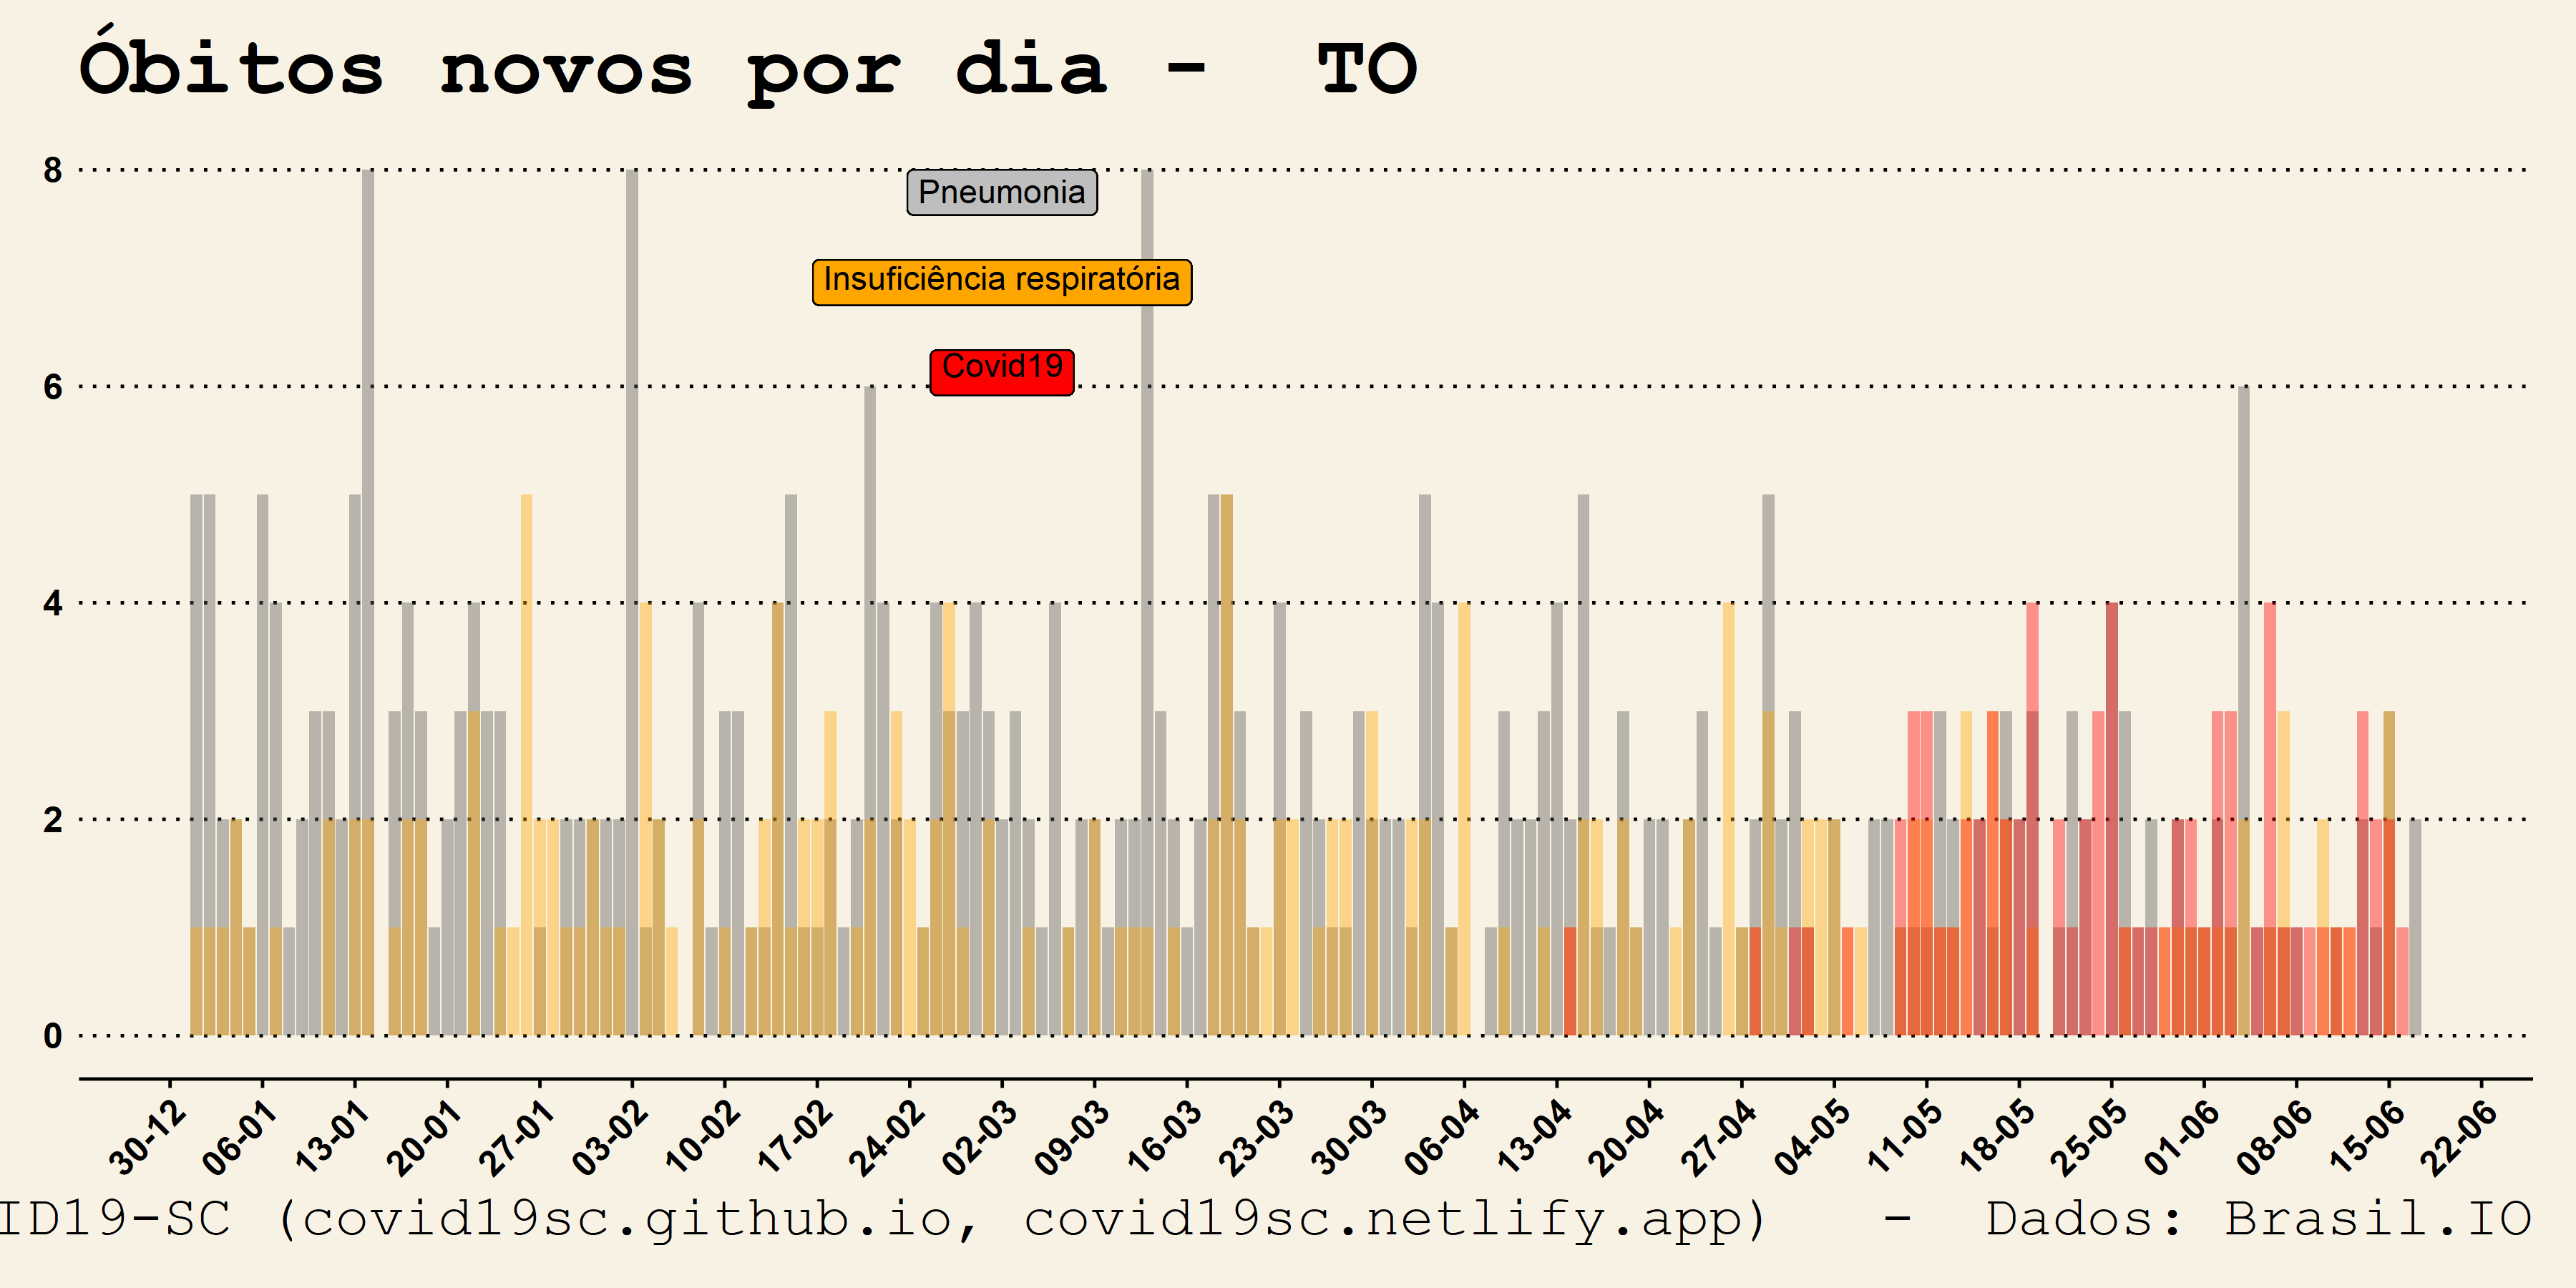 Óbitos novos por dia - TO
8
Pneumonia
Insuficiência respiratória
Covid19
6
4
2
0
30-12 06-01 13-01 20-01 27-01 03-02 10-02 17-02 24-02 02-03 09-03 16-03 23-03 30-03 06-04 13-04 20-04 27-04 04-05 11-05 18-05 25-05 01-06 08-06 15-06 22-06
ID19-SC (covid19sc.github.io, covid19sc.netlify.app) - Dados: Brasil.IO